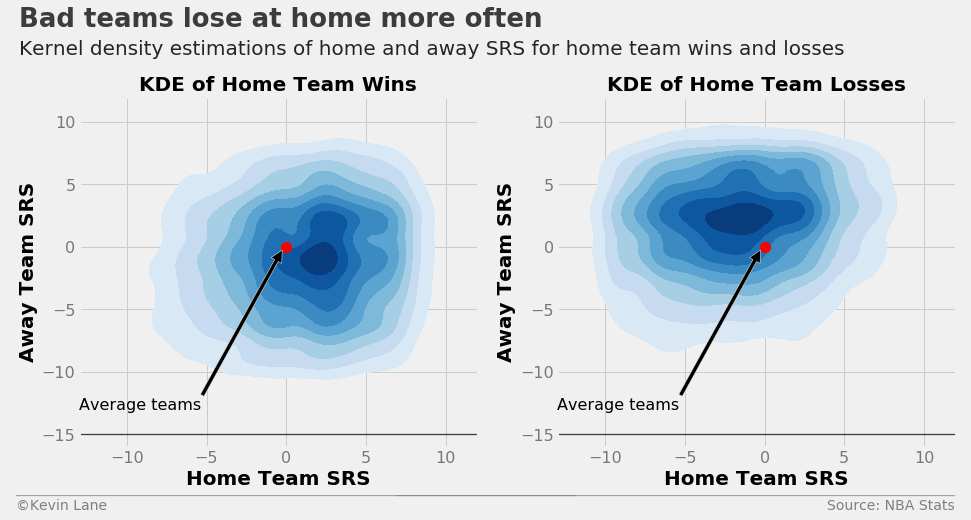 Bad teams lose at home more often
Kernel density estimations of home and away SRS for home team wins and losses
KDE of Home Team Wins
Away Team SRS
10
5
0
−5
−10
−15
Average teams
−10
−5
0
5
10
Home Team SRS
KDE of Home Team Losses
Away Team SRS
10
5
0
−5
−10
−15
Average teams
−10
−5
0
5
10
Home Team SRS
©Kevin Lane
Source: NBA Stats